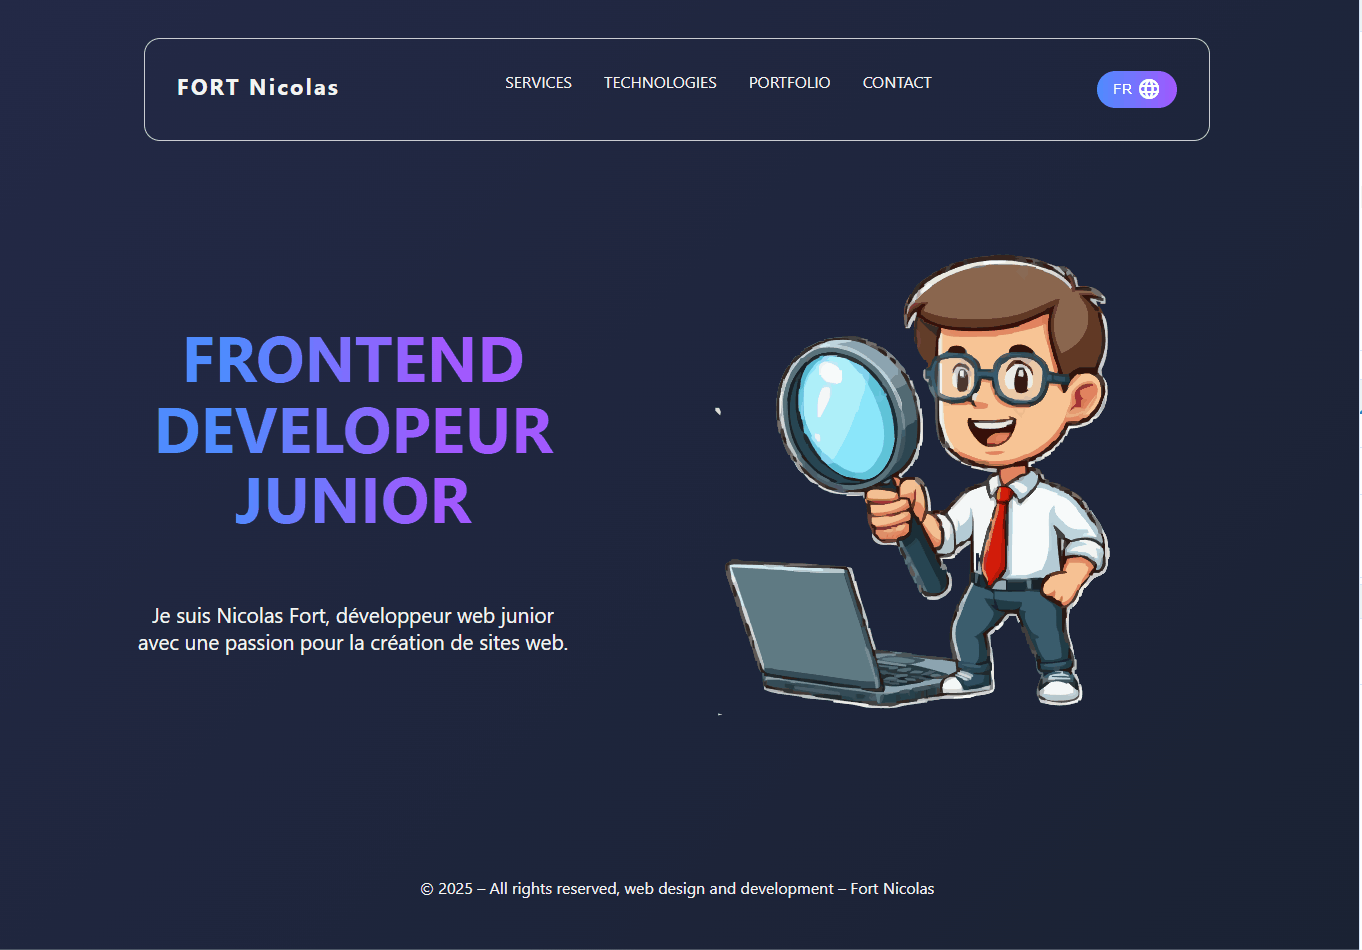 FORT Nicolas
SERVICES TECHNOLOGIES PORTFOLIO CONTACT
FR
FRONTEND
DEVELOPEUR
JUNIOR
Je suis Nicolas Fort, développeur web junior
avec une passion pour la création de sites web.
© 2025 – All rights reserved, web design and development – Fort Nicolas